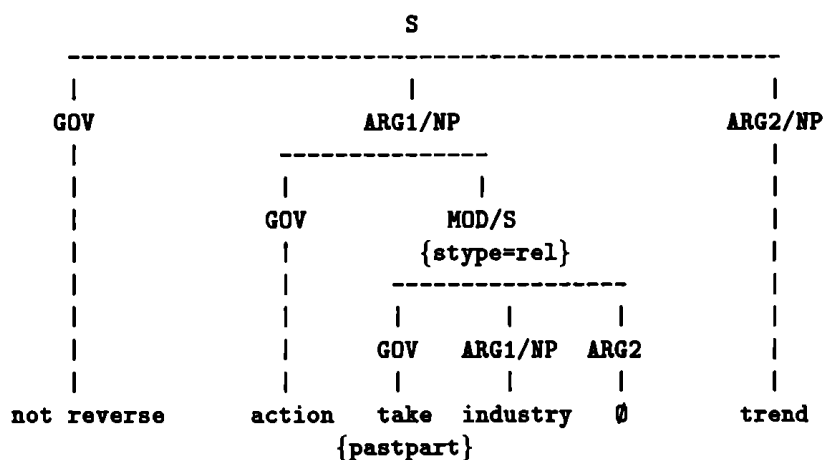 S
GOV ARG1/NP ARG2/NP
GOV MOD/S
{stype=rel}
GOV ARG1/NP ARG2
not reverse action take industry Ø trend
{pastpart}